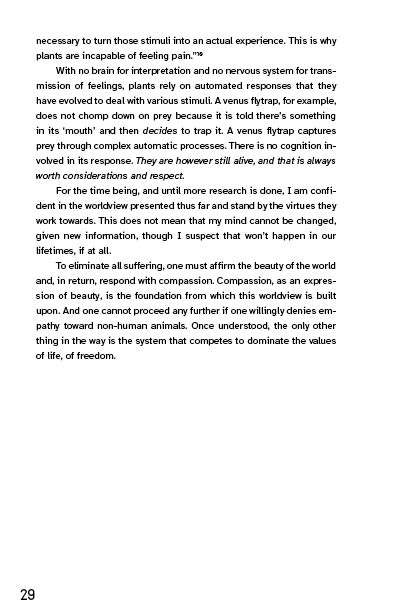 necessary to turn those stimuli into an actual experience. This is why
plants are incapable of feeling pain.”¹⁶
With no brain for interpretation and no nervous system for trans-
mission of feelings, plants rely on automated responses that they
have evolved to deal with various stimuli. A venus flytrap, for example,
does not chomp down on prey because it is told there’s something
in its ‘mouth’ and then decides to trap it. A venus flytrap captures
prey through complex automatic processes. There is no cognition in-
volved in its response. They are however still alive, and that is always
worth considerations and respect.
For the time being, and until more research is done, I am confi-
dent in the worldview presented thus far and stand by the virtues they
work towards. This does not mean that my mind cannot be changed,
given new information, though I suspect that won’t happen in our
lifetimes, if at all.
To eliminate all suffering, one must affirm the beauty of the world
and, in return, respond with compassion. Compassion, as an expres-
sion of beauty, is the foundation from which this worldview is built
upon. And one cannot proceed any further if one willingly denies em-
pathy toward non-human animals. Once understood, the only other
thing in the way is the system that competes to dominate the values
of life, of freedom.
29